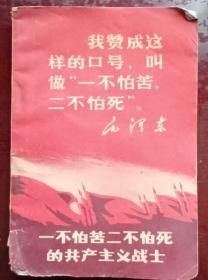 我赞成这
样的口号，叫
做“一不怕苦，
二不怕死”。
毛泽东
一不怕苦二不怕死
的共产主义战士